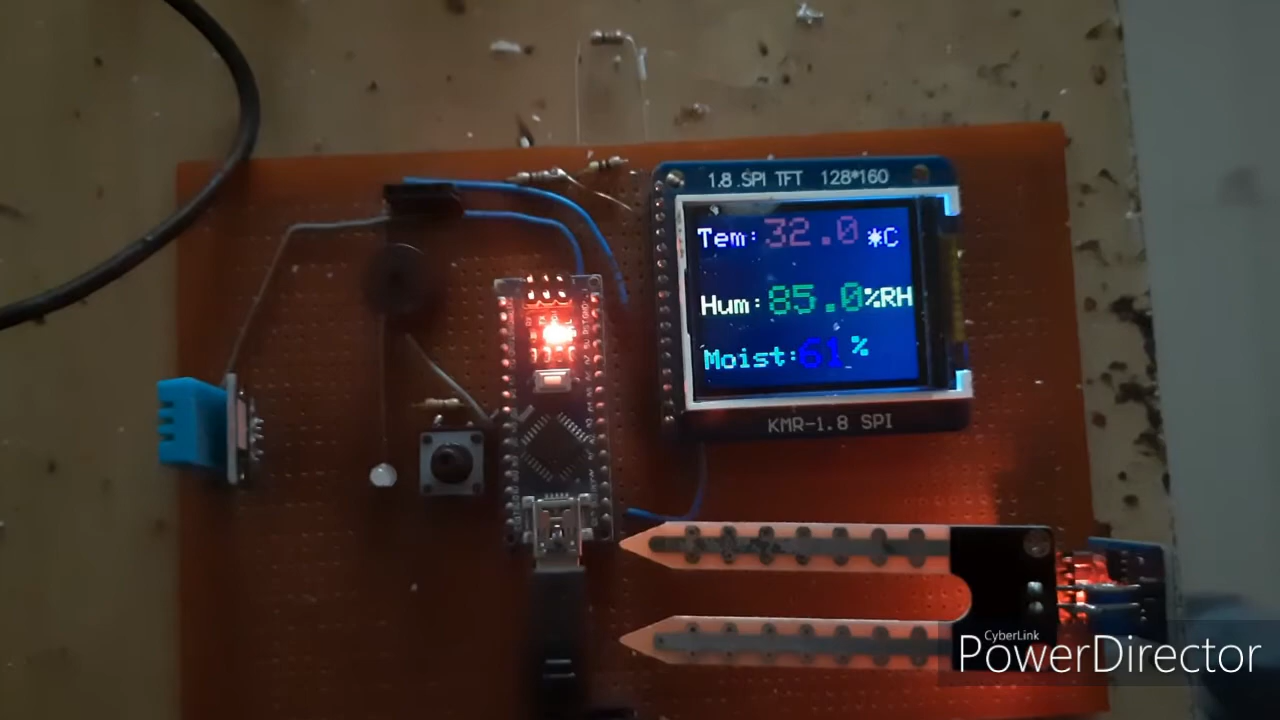 1.8 SPI TFT 128*160
Tem: 32.0 *C
Hum: 85.0%RH
Moist: 61 %
KMR-1.8 SPI
CyberLink
PowerDirector